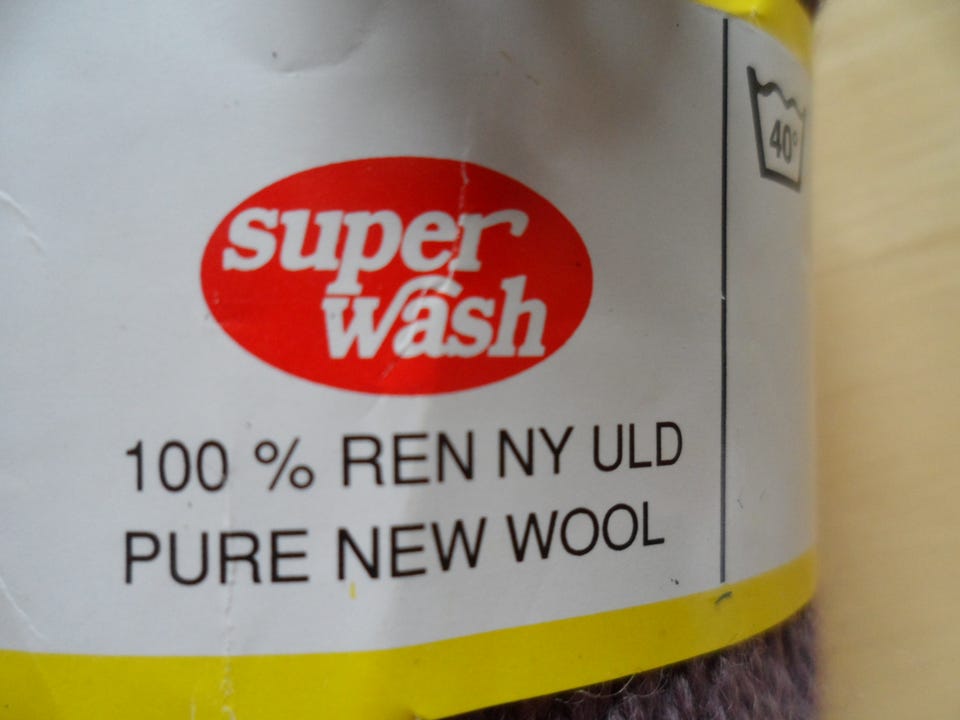 super
wash
100 % REN NY ULD
PURE NEW WOOL
40°